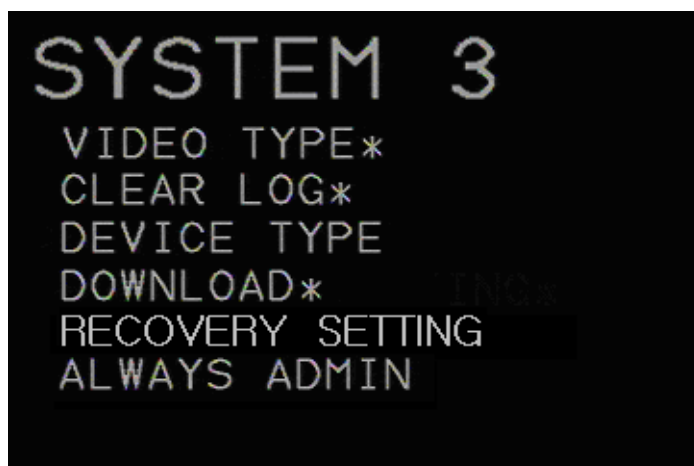 SYSTEM 3
VIDEO TYPE*
CLEAR LOG*
DEVICE TYPE
DOWNLOAD*
RECOVERY SETTING
ALWAYS ADMIN